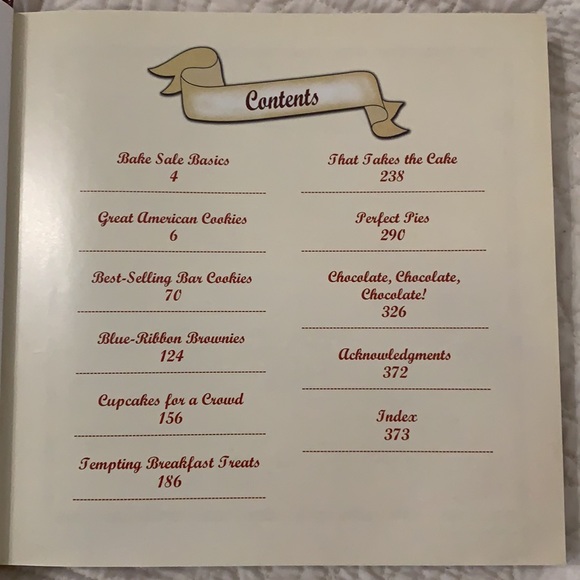 Contents
Bake Sale Basics
4
Great American Cookies
6
Best-Selling Bar Cookies
70
Blue-Ribbon Brownies
124
Cupcakes for a Crowd
156
Tempting Breakfast Treats
186
That Takes the Cake
238
Perfect Pies
290
Chocolate, Chocolate,
Chocolate!
326
Acknowledgments
372
Index
373